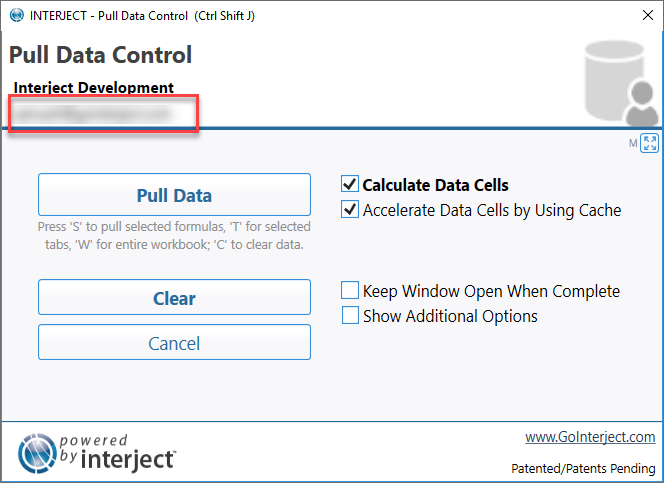 INTERJECT - Pull Data Control (Ctrl Shift J)
Pull Data Control
Interject Development
M
Pull Data
Press 'S' to pull selected formulas, 'T' for selected
tabs, 'W' for entire workbook; 'C' to clear data.
Calculate Data Cells
Accelerate Data Cells by Using Cache
Clear
Cancel
Keep Window Open When Complete
Show Additional Options
powered
by interject™
www.GoInterject.com
Patented/Patents Pending